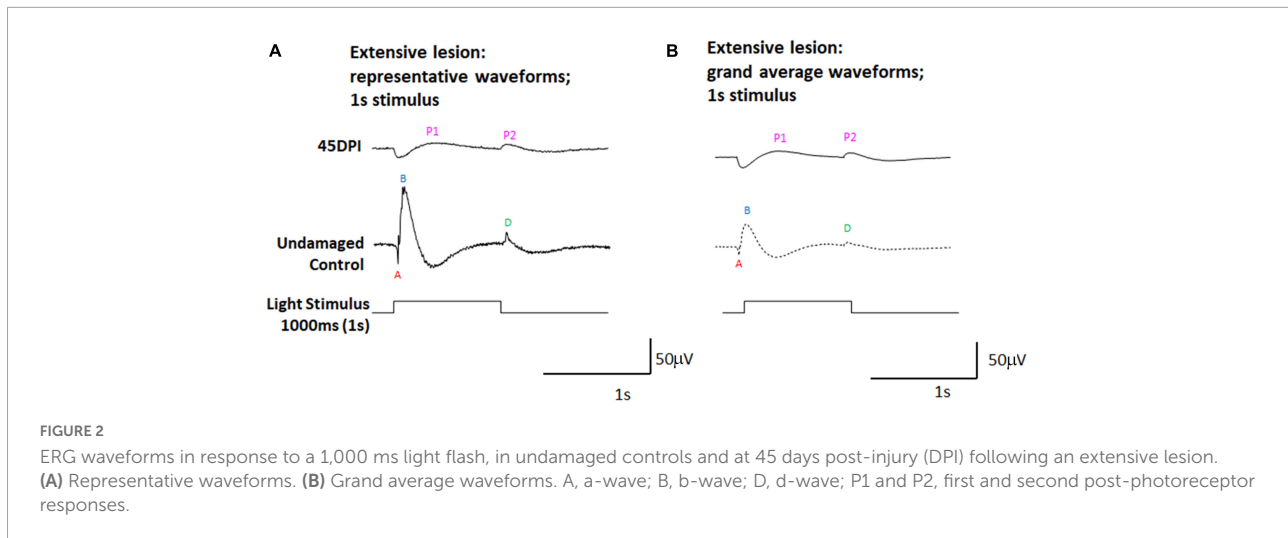 A
Extensive lesion:
representative waveforms;
1s stimulus
B
Extensive lesion:
grand average waveforms;
1s stimulus
45DPI
P1
P2
P1
P2
B
D
B
D
Undamaged
Control
A
A
Light Stimulus
1000ms (1s)
50µV
1s
50µV
1s
FIGURE 2
ERG waveforms in response to a 1,000 ms light flash, in undamaged controls and at 45 days post-injury (DPI) following an extensive lesion.
(A) Representative waveforms. (B) Grand average waveforms. A, a-wave; B, b-wave; D, d-wave; P1 and P2, first and second post-photoreceptor
responses.